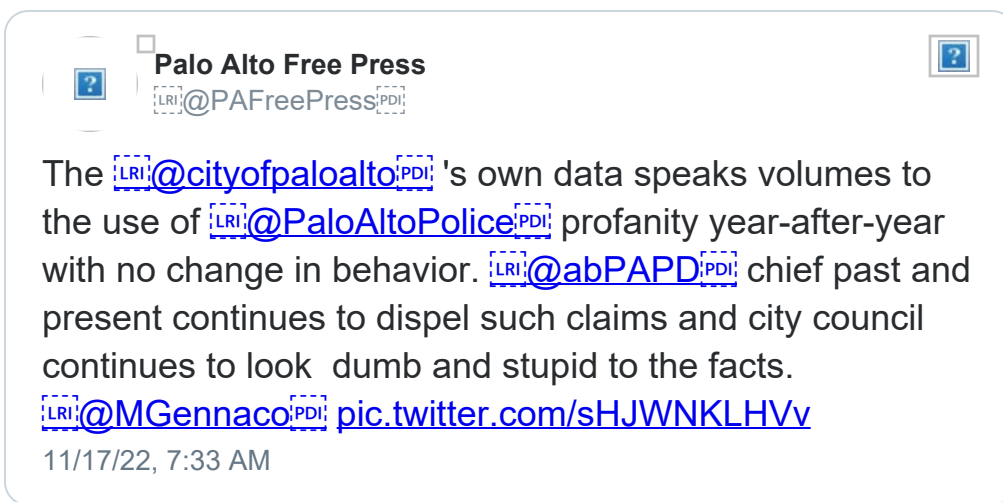 Palo Alto Free Press
@PAFreePress
The @cityofpaloalto 's own data speaks volumes to
the use of @PaloAltoPolice profanity year-after-year
with no change in behavior. @abPAPD chief past and
present continues to dispel such claims and city council
continues to look  dumb and stupid to the facts.
@MGennaco pic.twitter.com/sHJWNKLHVv
11/17/22, 7:33 AM